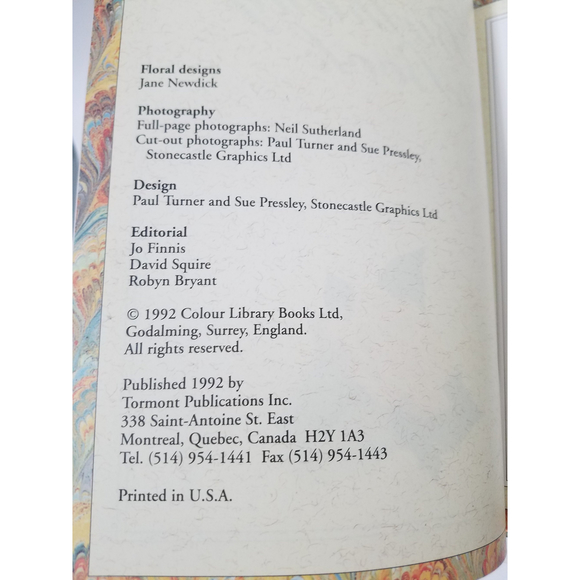 Floral designs
Jane Newdick
Photography
Full-page photographs: Neil Sutherland
Cut-out photographs: Paul Turner and Sue Pressley,
Stonecastle Graphics Ltd
Design
Paul Turner and Sue Pressley, Stonecastle Graphics Ltd
Editorial
Jo Finnis
David Squire
Robyn Bryant
© 1992 Colour Library Books Ltd,
Godalming, Surrey, England.
All rights reserved.
Published 1992 by
Tormont Publications Inc.
338 Saint-Antoine St. East
Montreal, Quebec, Canada H2Y 1A3
Tel. (514) 954-1441 Fax (514) 954-1443
Printed in U.S.A.